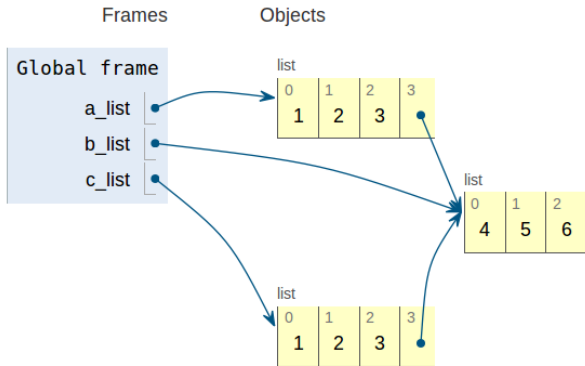 Frames Objects
Global frame
a_list
b_list
c_list
list
0 1 2 3
1 2 3
list
0 1 2
4 5 6
list
0 1 2 3
1 2 3